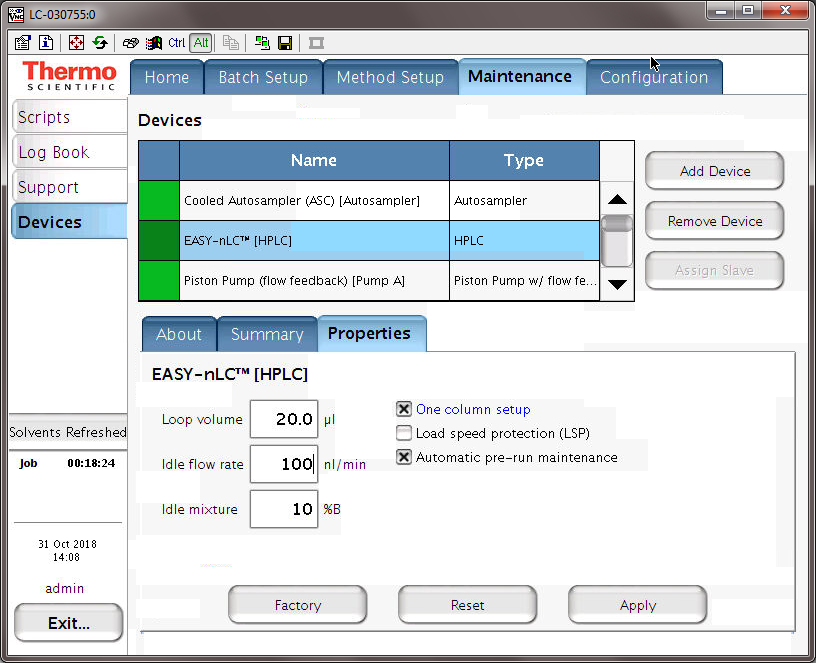 LC-030755:0
Ctrl Alt
Thermo
SCIENTIFIC
Home Batch Setup Method Setup Maintenance Configuration
Scripts
Log Book
Support
Devices
Devices
Name Type
Cooled Autosampler (ASC) [Autosampler] Autosampler
EASY-nLC™ [HPLC] HPLC
Piston Pump (flow feedback) [Pump A] Piston Pump w/ flow fe...
Add Device
Remove Device
Assign Slave
About Summary Properties
EASY-nLC™ [HPLC]
Loop volume 20.0 µl
Idle flow rate 100 nl/min
Idle mixture 10 %B
One column setup
Load speed protection (LSP)
Automatic pre-run maintenance
Factory Reset Apply
Solvents Refreshed
Job 00:18:24
31 Oct 2018
14:08
admin
Exit...